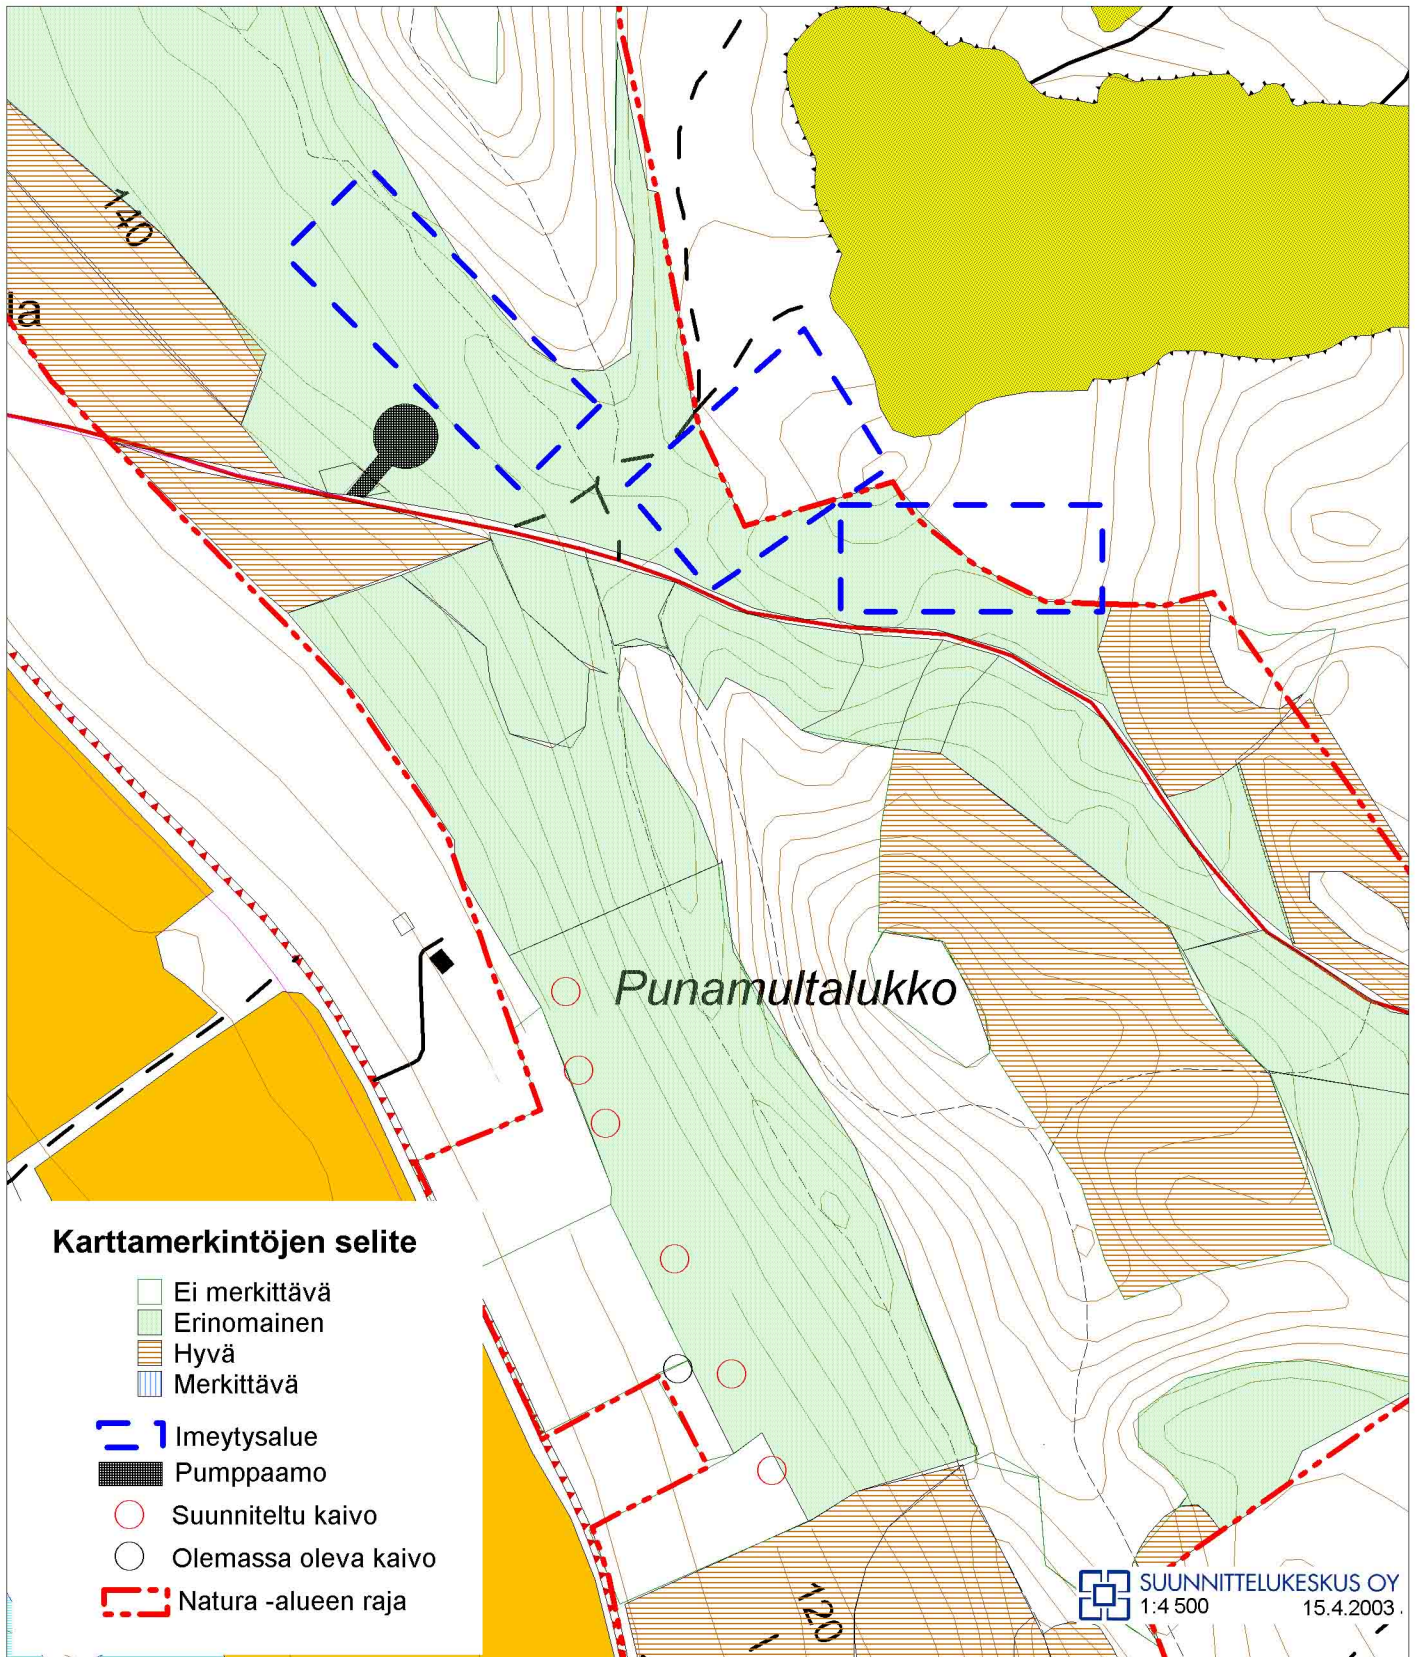 140
la
Punamultalukko
Karttamerkintöjen selite
Ei merkittävä
Erinomainen
Hyvä
Merkittävä
Imeytysalue
Pumppaamo
Suunniteltu kaivo
Olemassa oleva kaivo
Natura -alueen raja
120
SUUNNITTELUKESKUS OY
1:4 500 15.4.2003